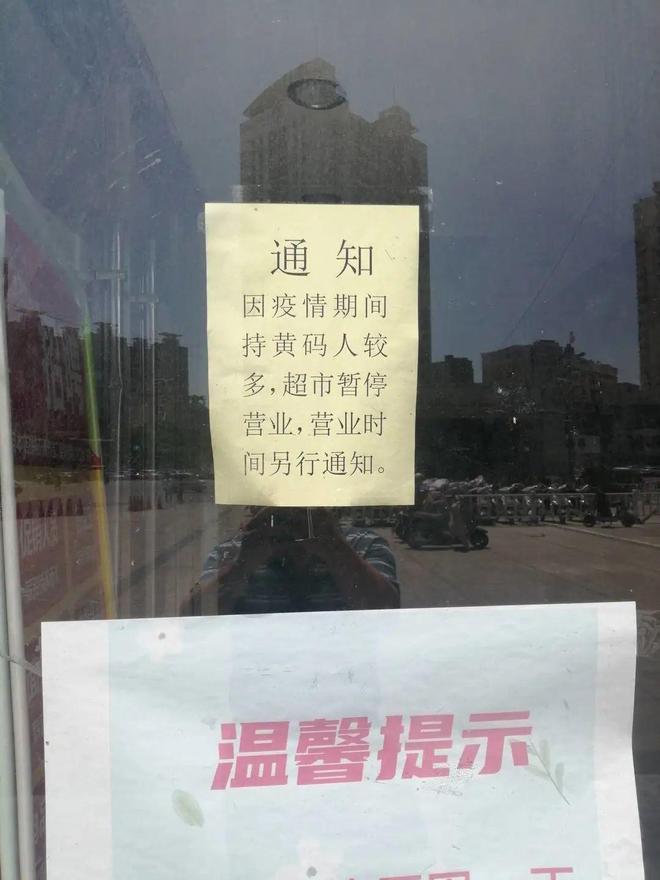 通知
因疫情期间
持黄码人较
多,超市暂停
营业,营业时
间另行通知。
温馨提示